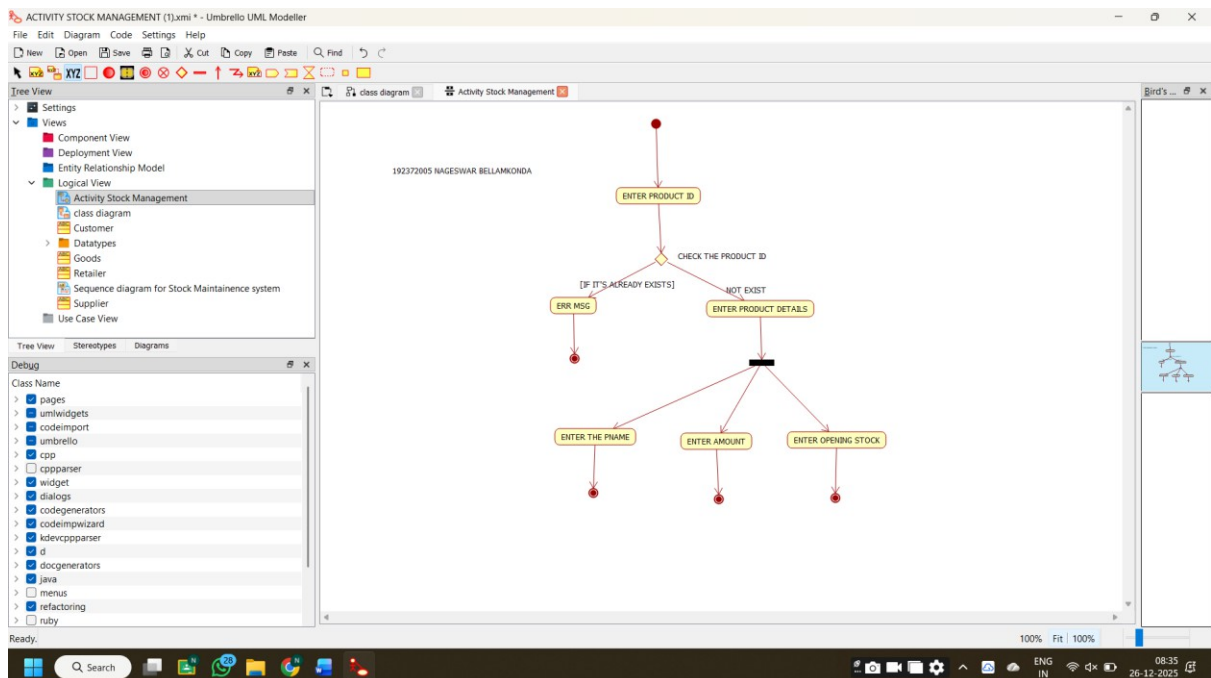 ACTIVITY STOCK MANAGEMENT (1).xmi * - Umbrello UML Modeller
File Edit Diagram Code Settings Help
New Open Save Cut Copy Paste Find
XYZ XYZ
Tree View
class diagram Activity Stock Management
Bird's ...
Settings
Views
Component View
Deployment View
Entity Relationship Model
Logical View
Activity Stock Management
class diagram
Customer
Datatypes
Goods
Retailer
Sequence diagram for Stock Maintainence system
Supplier
Use Case View
Tree View Stereotypes Diagrams
Debug
Class Name
pages
umlwidgets
codeimport
umbrello
cpp
cppparser
widget
dialogs
codegenerators
codeimpwizard
kdevcppparser
d
docgenerators
java
menus
refactoring
ruby
192372005 NAGESWAR BELLAMKONDA
ENTER PRODUCT ID
CHECK THE PRODUCT ID
[IF IT'S ALREADY EXISTS]
NOT EXIST
ERR MSG
ENTER PRODUCT DETAILS
ENTER THE PNAME
ENTER AMOUNT
ENTER OPENING STOCK
Ready.
100% Fit 100%
Search
28
ENG
IN
08:35
26-12-2025